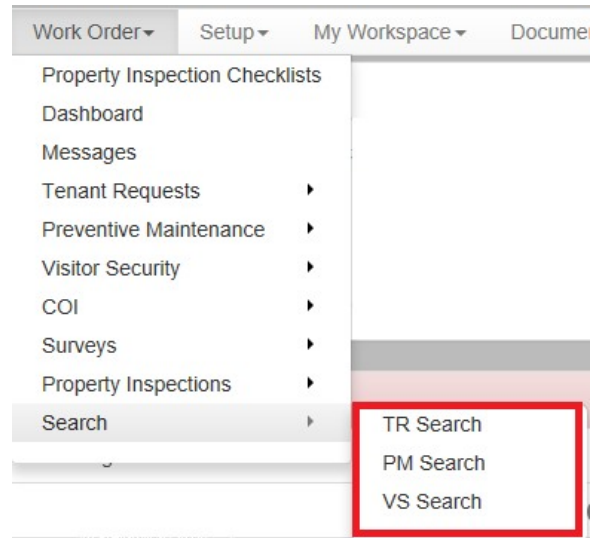 Work Order Setup My Workspace
Property Inspection Checklists
Dashboard
Messages
Tenant Requests
Preventive Maintenance
Visitor Security
COI
Surveys
Property Inspections
Search
TR Search
PM Search
VS Search